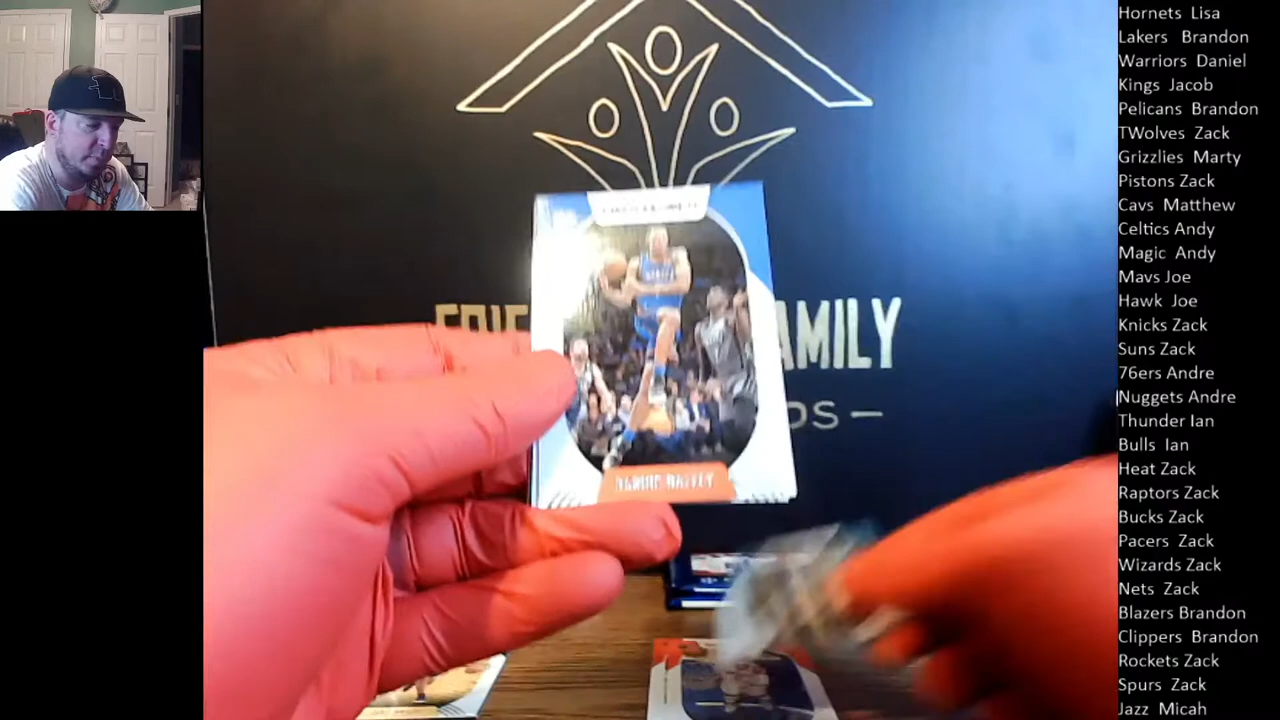 Hornets Lisa
Lakers Brandon
Warriors Daniel
Kings Jacob
Pelicans Brandon
TWolves Zack
Grizzlies Marty
Pistons Zack
Cavs Matthew
Celtics Andy
Magic Andy
Mavs Joe
Hawk Joe
Knicks Zack
Suns Zack
76ers Andre
Nuggets Andre
Thunder Ian
Bulls Ian
Heat Zack
Raptors Zack
Bucks Zack
Pacers Zack
Wizards Zack
Nets Zack
Blazers Brandon
Clippers Brandon
Rockets Zack
Spurs Zack
Jazz Micah
FRIE AMILY
DS —